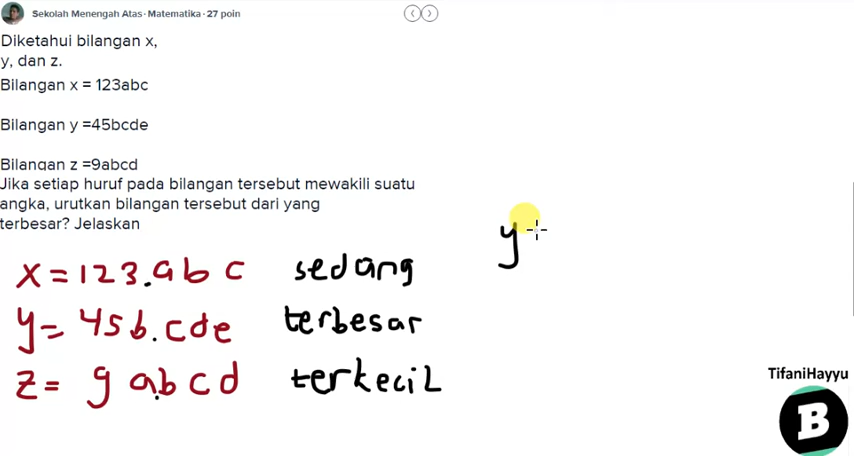 Sekolah Menengah Atas · Matematika · 27 poin
Diketahui bilangan x,
y, dan z.
Bilangan x = 123abc
Bilangan y =45bcde
Bilangan z =9abcd
Jika setiap huruf pada bilangan tersebut mewakili suatu
angka, urutkan bilangan tersebut dari yang
terbesar? Jelaskan
x = 123.abc sedang
y = 45b.cde terbesar
z = 9ab.cd terkeciL
y
TifaniHayyu
B